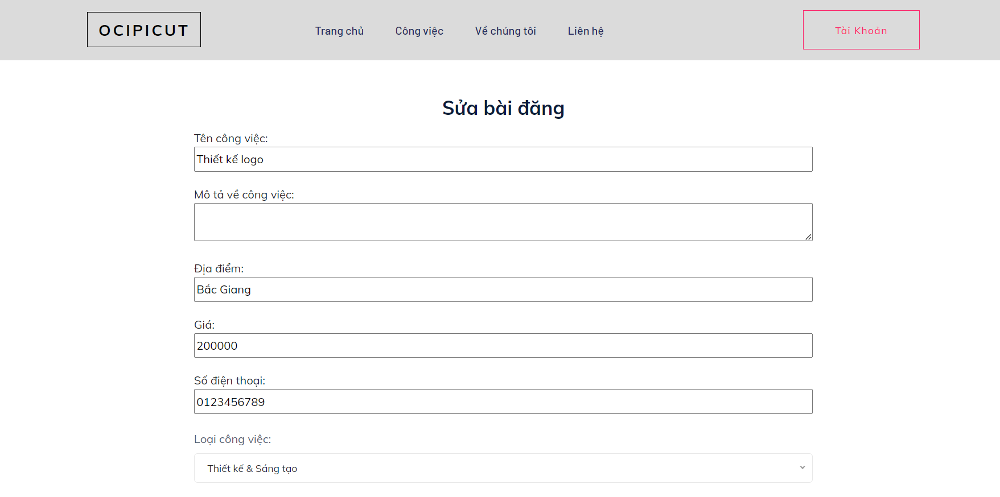 OCIPICUT
Trang chủ Công việc Về chúng tôi Liên hệ
Tài Khoản
Sửa bài đăng
Tên công việc:
Thiết kế logo
Mô tả về công việc:
Địa điểm:
Bắc Giang
Giá:
200000
Số điện thoại:
0123456789
Loại công việc:
Thiết kế & Sáng tạo